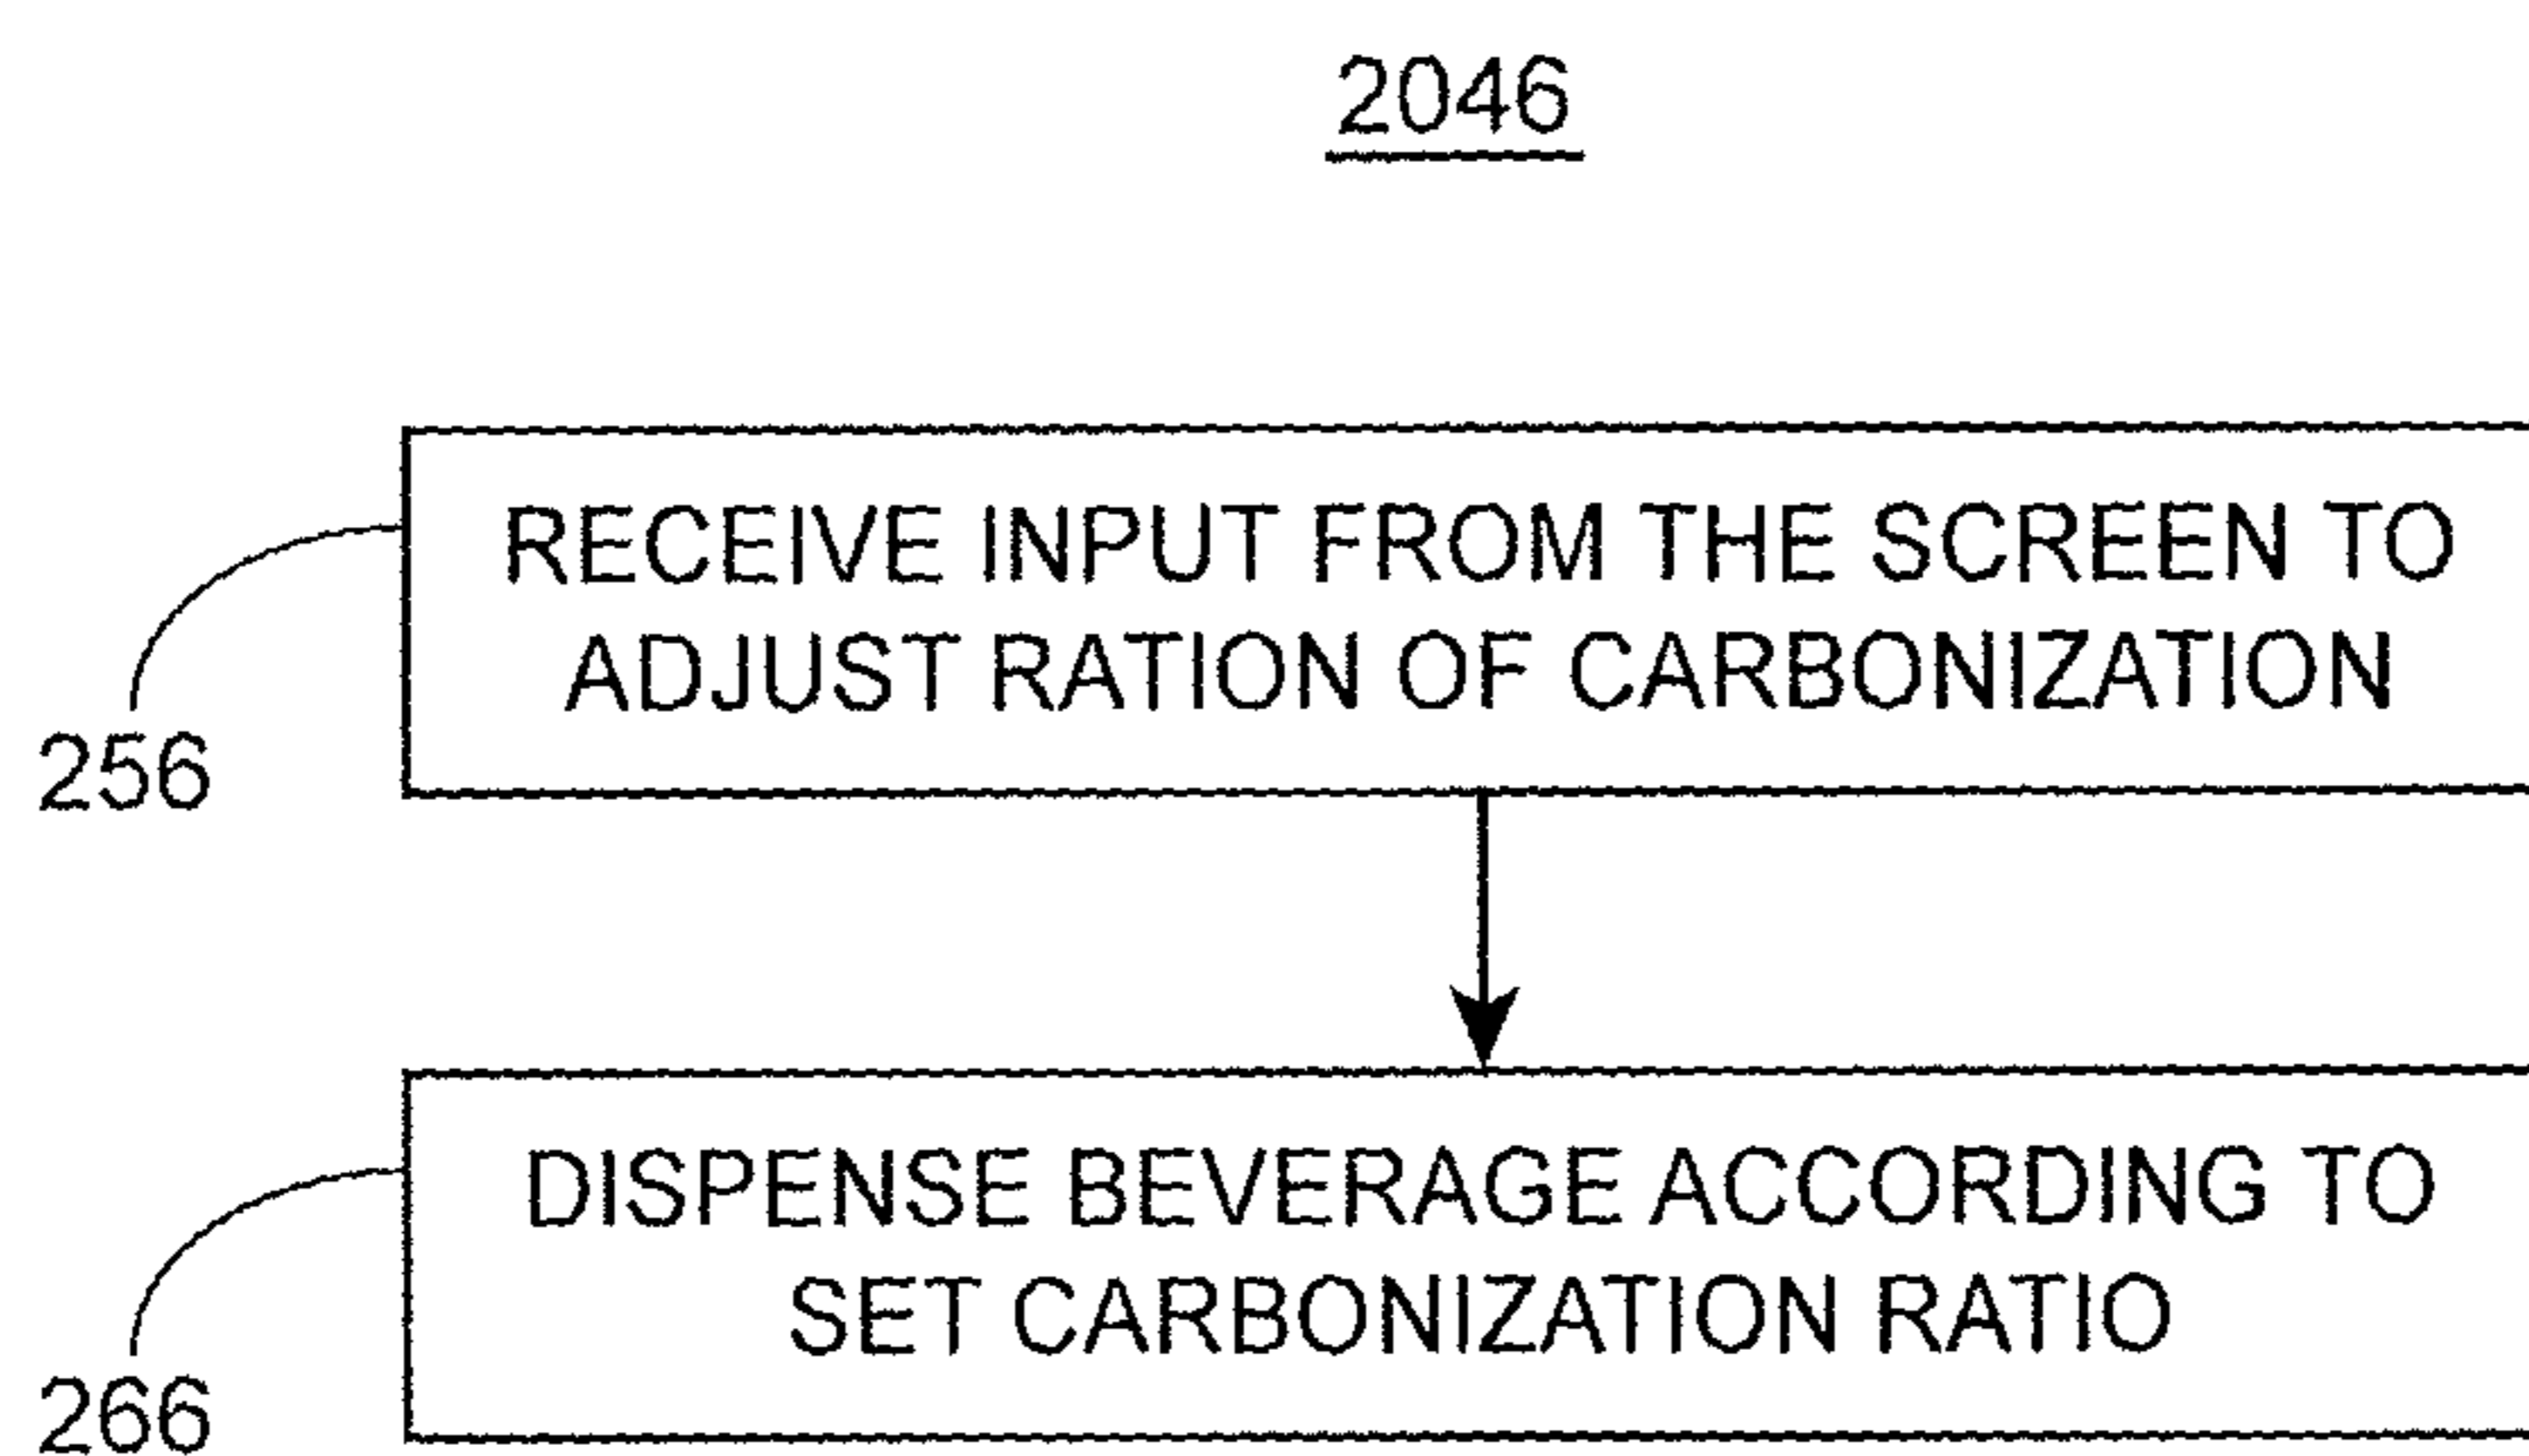 2046
RECEIVE INPUT FROM THE SCREEN TO
ADJUST RATION OF CARBONIZATION
256
DISPENSE BEVERAGE ACCORDING TO
SET CARBONIZATION RATIO
266